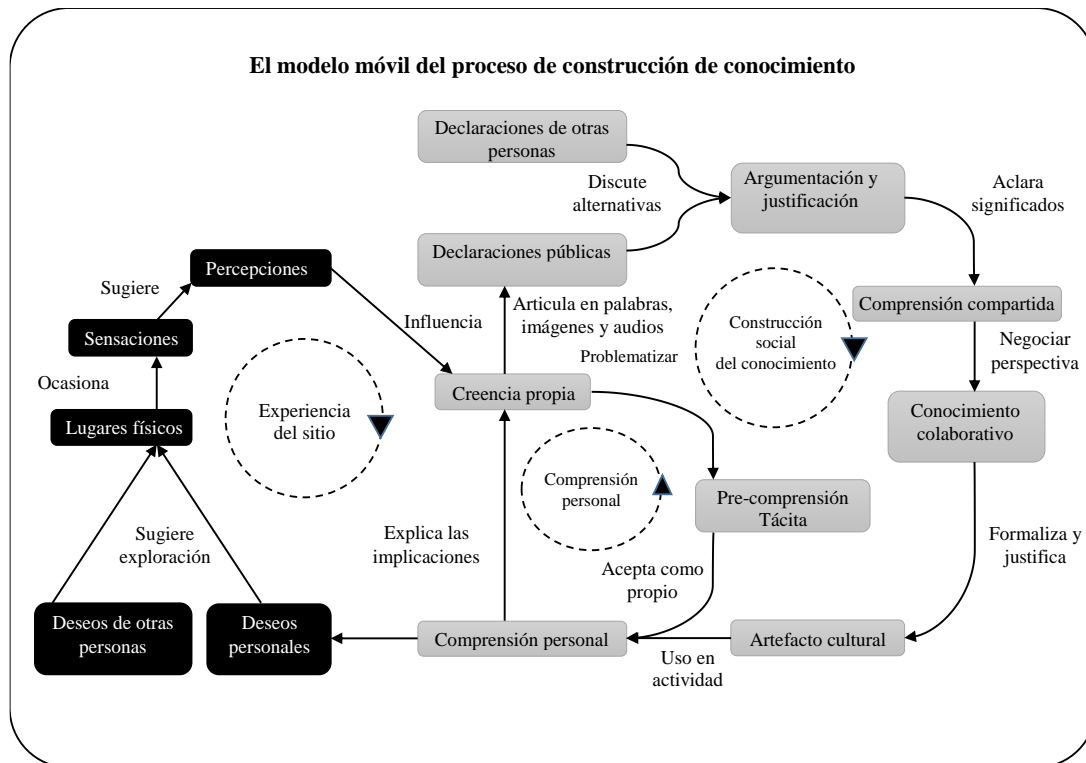 El modelo móvil del proceso de construcción de conocimiento
Declaraciones de otras
personas
Discute
alternativas
Argumentación y
justificación
Aclara
significados
Declaraciones públicas
Percepciones
Sugiere
Sensaciones
Ocasiona
Lugares físicos
Influencia
Articula en palabras,
imágenes y audios
Problematizar
Creencia propia
Construcción
social
del conocimiento
Comprensión compartida
Negociar
perspectiva
Conocimiento
colaborativo
Experiencia
del sitio
Comprensión
personal
Pre-comprensión
Tácita
Sugiere
exploración
Explica las
implicaciones
Acepta como
propio
Formaliza y
justifica
Deseos de otras
personas
Deseos
personales
Comprensión personal
Uso en
actividad
Artefacto cultural